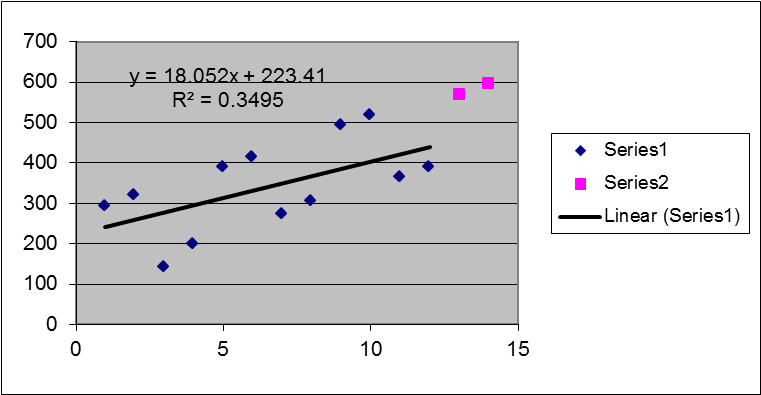 700
600
500
400
300
200
100
0
y = 18.052x + 223.41
R² = 0.3495
0 5 10 15
Series1
Series2
Linear (Series1)